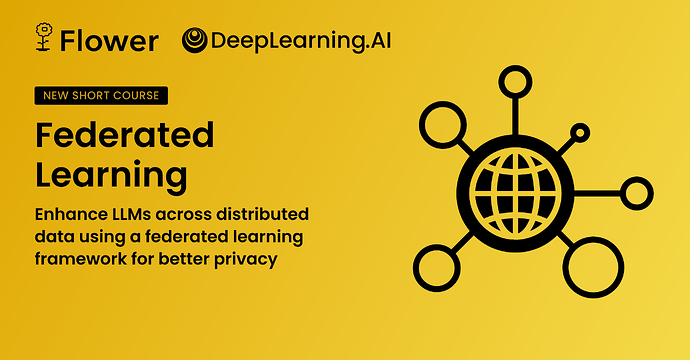 Flower
DeepLearning.AI
NEW SHORT COURSE
Federated
Learning
Enhance LLMs across distributed
data using a federated learning
framework for better privacy